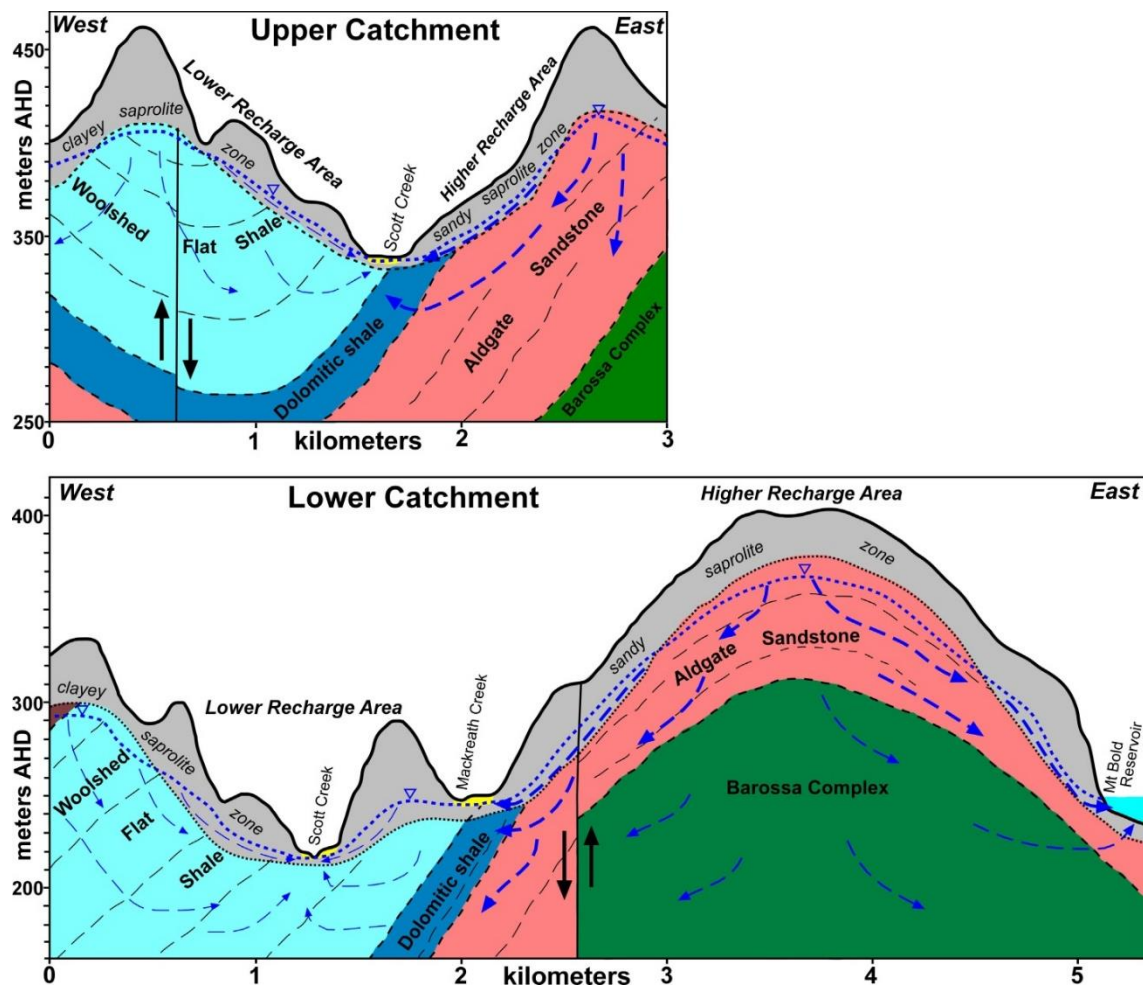 West
Upper Catchment
East
meters AHD
450
350
250
Lower Recharge Area
Higher Recharge Area
clayey
saprolite
zone
Scott Creek
sandy
saprolite
zone
Woolshed
Flat
Shale
Dolomitic shale
Aldgate
Sandstone
Barossa Complex
0
1
2
3
kilometers
West
Lower Catchment
Higher Recharge Area
East
meters AHD
400
300
200
clayey
saprolite
zone
Lower Recharge Area
Scott Creek
Mackreath Creek
sandy
saprolite
zone
Woolshed
Flat
Shale
Dolomitic shale
Aldgate
Sandstone
Barossa Complex
Mt Bold
Reservoir
0
1
2
3
4
5
kilometers